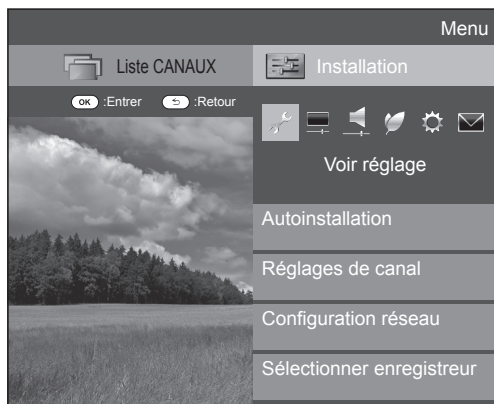 Menu
Liste CANAUX
Installation
OK :Entrer :Retour
Voir réglage
Autoinstallation
Réglages de canal
Configuration réseau
Sélectionner enregistreur